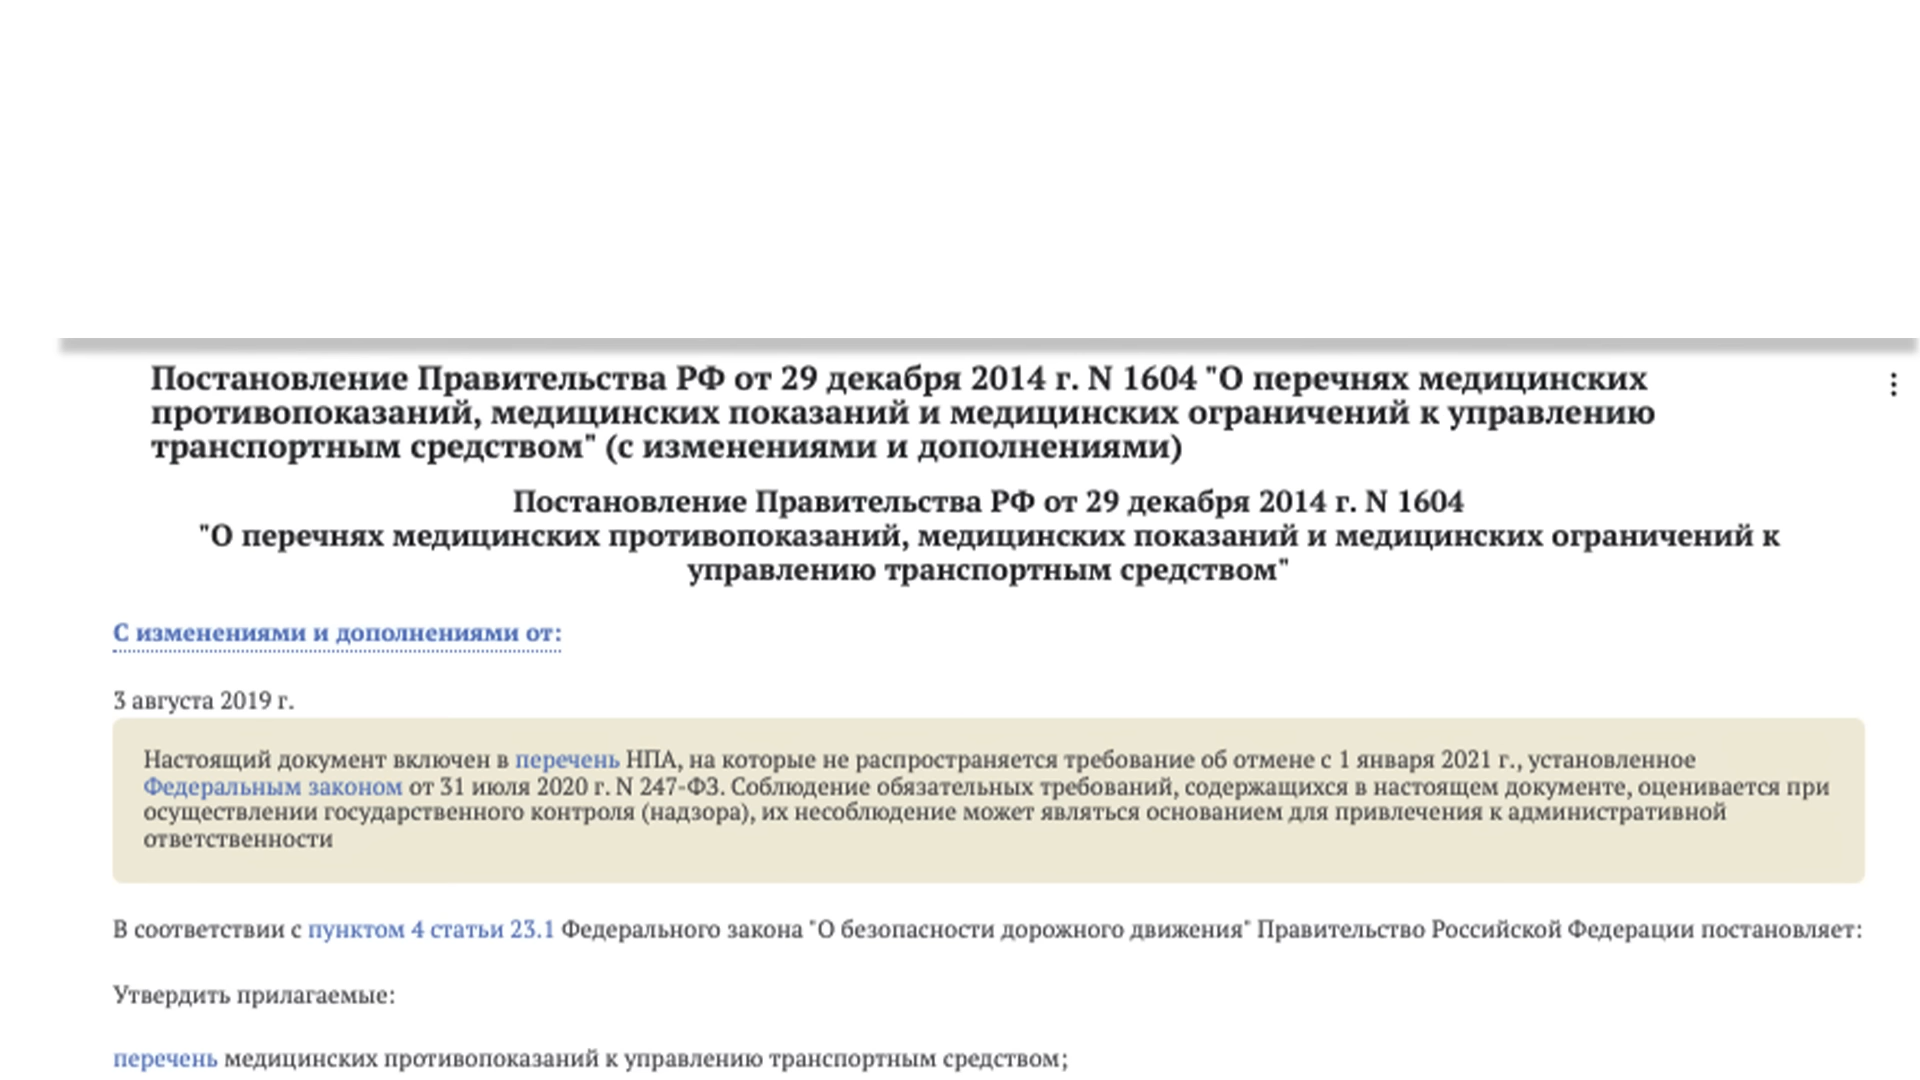 Постановление Правительства РФ от 29 декабря 2014 г. N 1604 "О перечнях медицинских
противопоказаний, медицинских показаний и медицинских ограничений к управлению
транспортным средством" (с изменениями и дополнениями)
Постановление Правительства РФ от 29 декабря 2014 г. N 1604
"О перечнях медицинских противопоказаний, медицинских показаний и медицинских ограничений к
управлению транспортным средством"
С изменениями и дополнениями от:
3 августа 2019 г.
Настоящий документ включен в перечень НПА, на которые не распространяется требование об отмене с 1 января 2021 г., установленное
Федеральным законом от 31 июля 2020 г. N 247-ФЗ. Соблюдение обязательных требований, содержащихся в настоящем документе, оценивается при
осуществлении государственного контроля (надзора), их несоблюдение может являться основанием для привлечения к административной
ответственности
В соответствии с пунктом 4 статьи 23.1 Федерального закона "О безопасности дорожного движения" Правительство Российской Федерации постановляет:
Утвердить прилагаемые:
перечень медицинских противопоказаний к управлению транспортным средством;